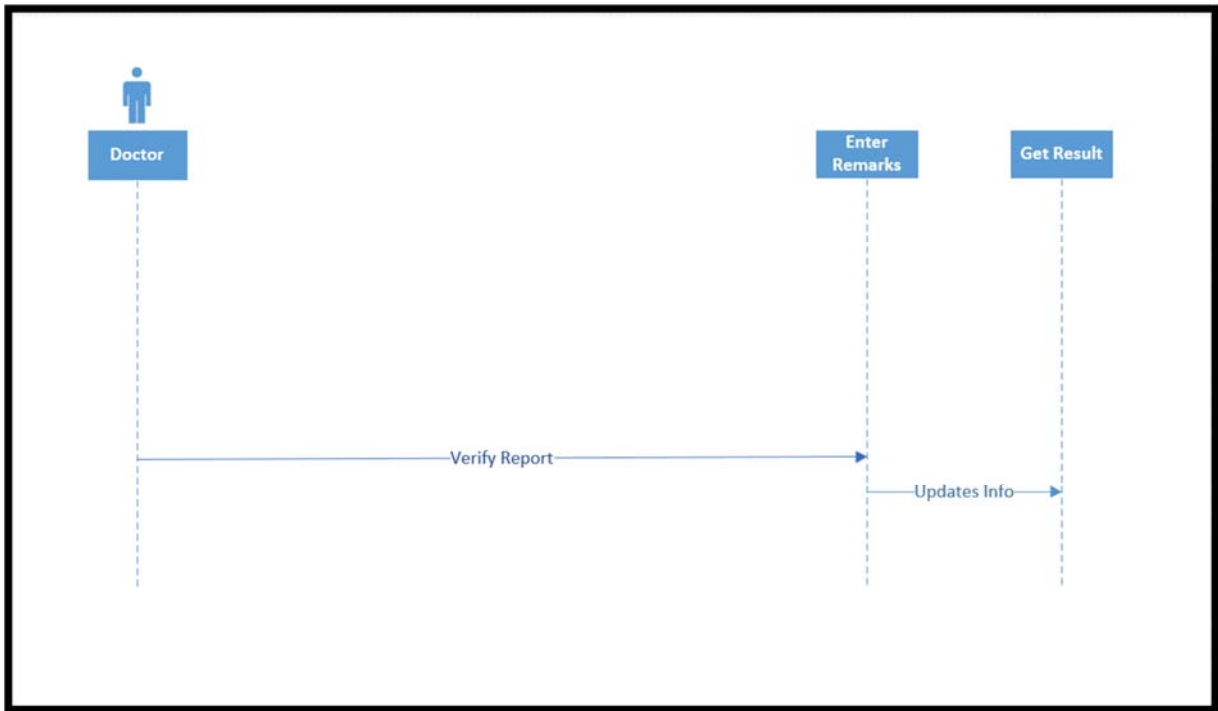 Doctor
Enter
Remarks
Get Result
Verify Report
Updates Info